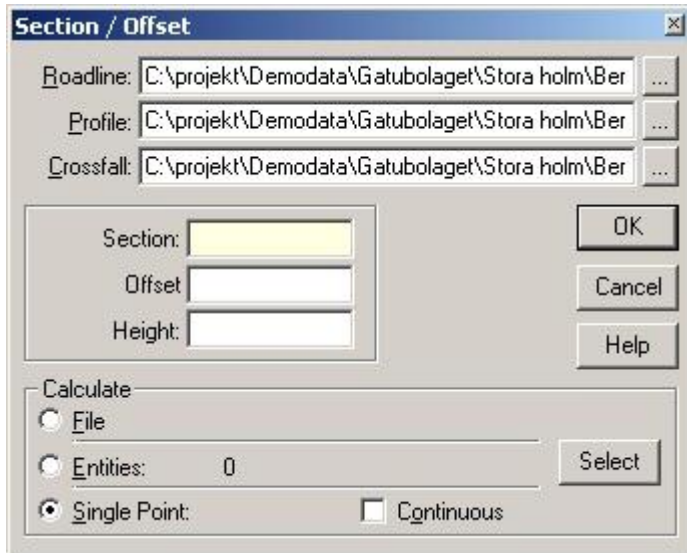 Section / Offset
Roadline: C:\projekt\Demodata\Gatubolaget\Stora holm\Ber ...
Profile: C:\projekt\Demodata\Gatubolaget\Stora holm\Ber ...
Crossfall: C:\projekt\Demodata\Gatubolaget\Stora holm\Ber ...
Section:
OK
Offset
Cancel
Height:
Help
Calculate
File
Entities: 0
Select
Single Point: Continuous